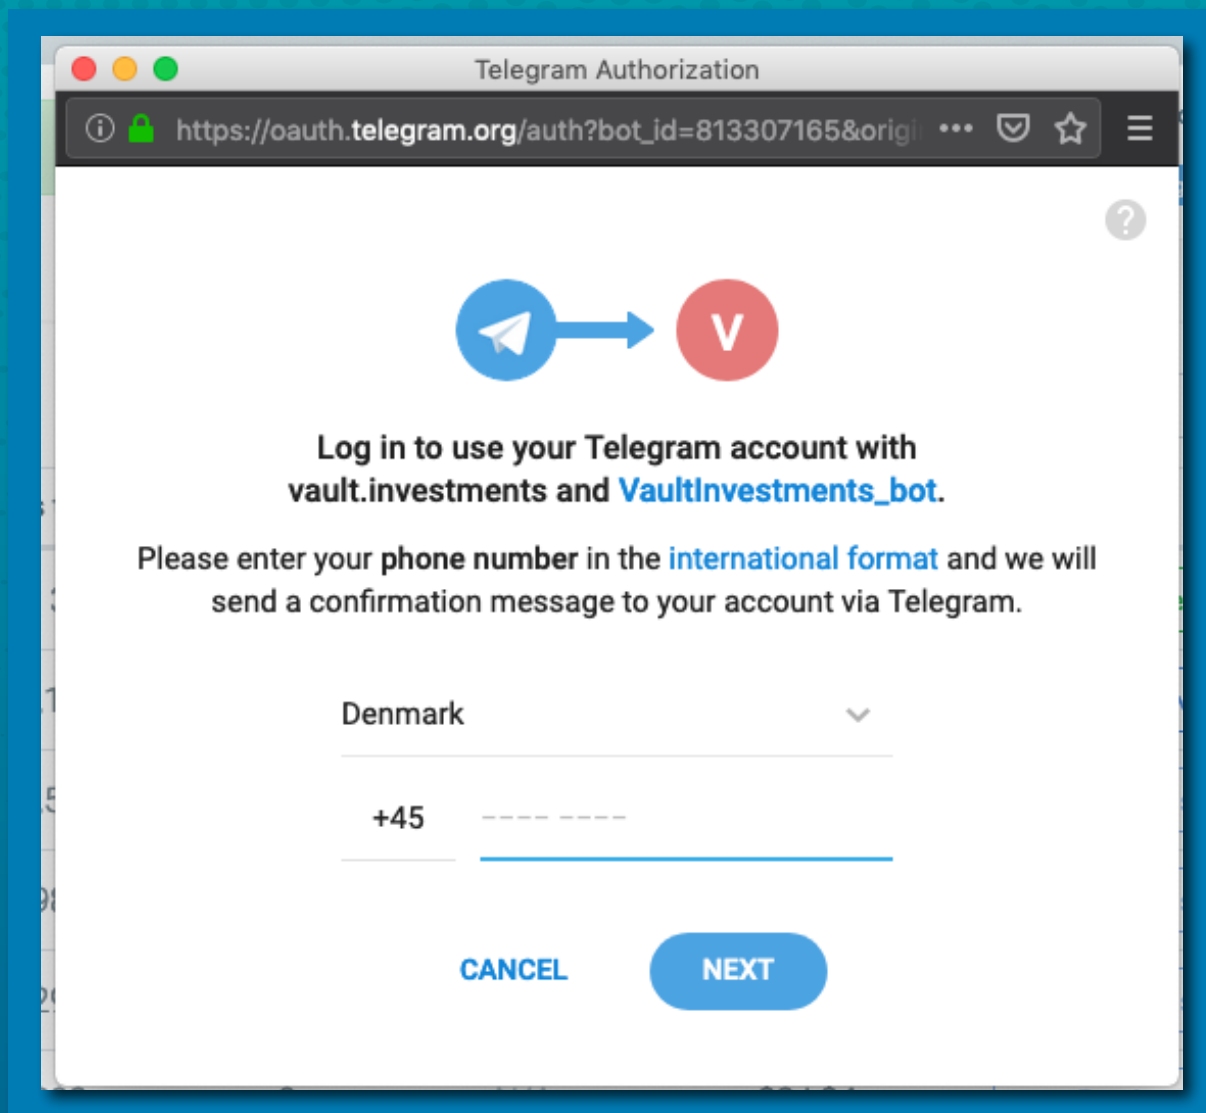 Telegram Authorization
https://oauth.telegram.org/auth?bot_id=813307165&origi
V
Log in to use your Telegram account with
vault.investments and VaultInvestments_bot.
Please enter your phone number in the international format and we will
send a confirmation message to your account via Telegram.
Denmark
+45
CANCEL
NEXT